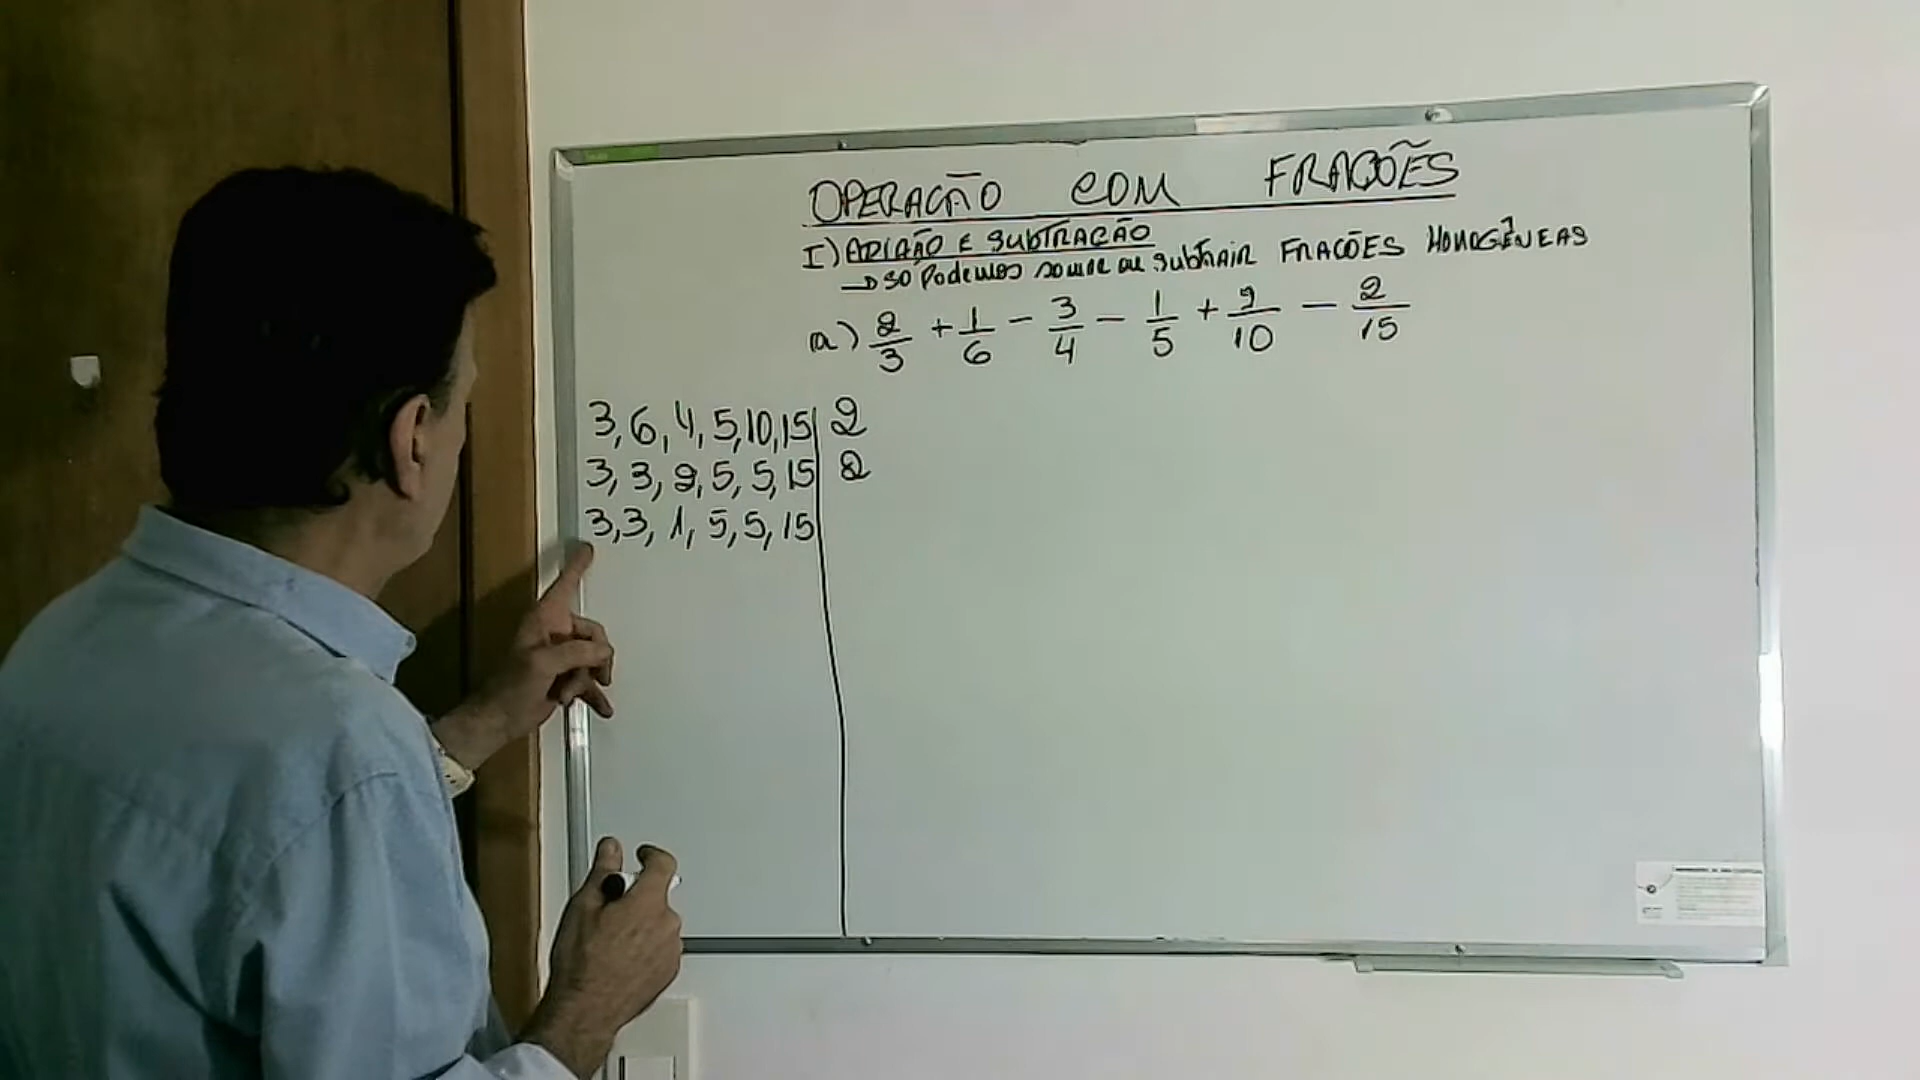 OPERAÇÃO COM FRAÇÕES
I) ADIÇÃO E SUBTRAÇÃO
→ SÓ Podemos somar ou subtrair FRAÇÕES HOMOGÊNEAS
a) 2/3 + 1/6 - 3/4 - 1/5 + 9/10 - 2/15
3, 6, 4, 5, 10, 15 | 2
3, 3, 2, 5, 5, 15 | 2
3, 3, 1, 5, 5, 15 |